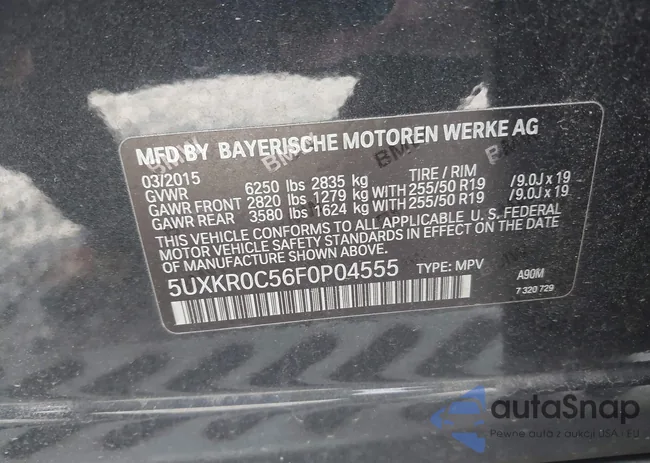 MFD BY BAYERISCHE MOTOREN WERKE AG
03/2015 TIRE / RIM
GVWR 6250 lbs 2835 kg
GAWR FRONT 2820 lbs 1279 kg WITH 255/50 R19 /9.0J x 19
GAWR REAR 3580 lbs 1624 kg WITH 255/50 R19 /9.0J x 19
THIS VEHICLE CONFORMS TO ALL APPLICABLE U. S. FEDERAL
MOTOR VEHICLE SAFETY STANDARDS IN EFFECT ON THE DATE
OF MANUFACTURE SHOWN ABOVE.
5UXKR0C56F0P04555 TYPE: MPV A90M
7 320 729
autaSnap
Pewne auta z aukcji USA · EU